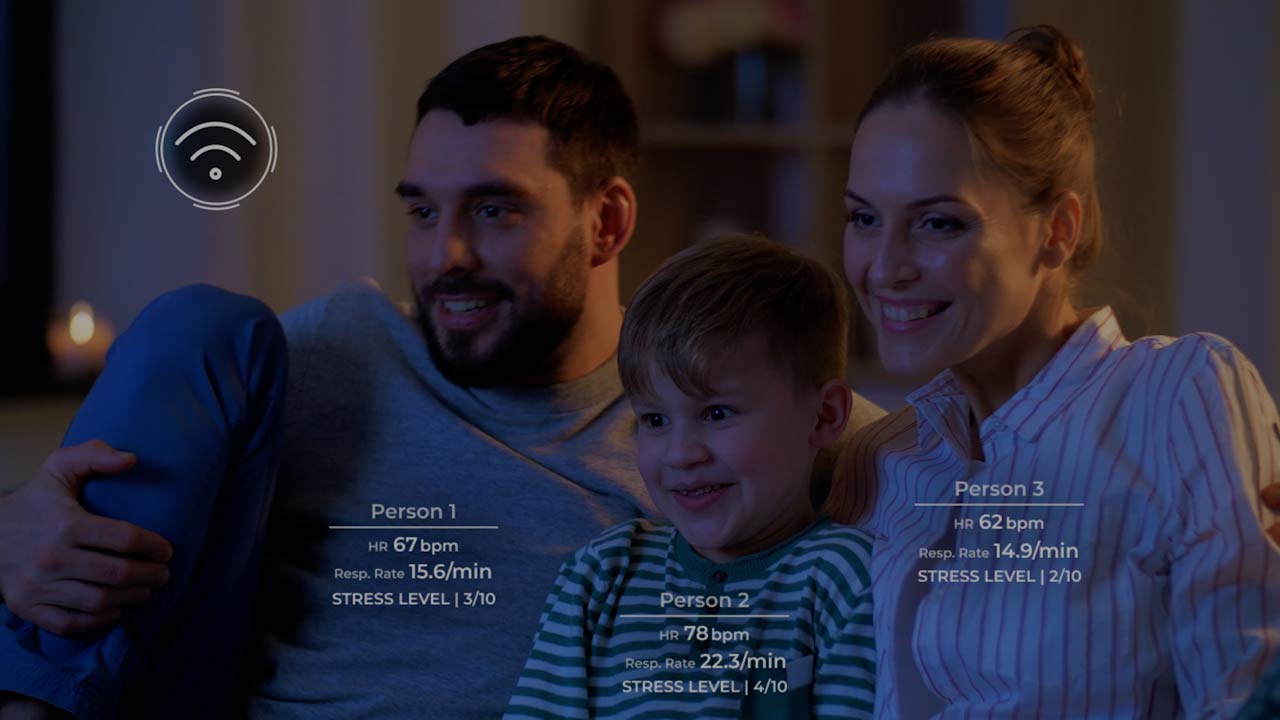 Person 1
HR 67 bpm
Resp. Rate 15.6/min
STRESS LEVEL | 3/10
Person 2
HR 78 bpm
Resp. Rate 22.3/min
STRESS LEVEL | 4/10
Person 3
HR 62 bpm
Resp. Rate 14.9/min
STRESS LEVEL | 2/10